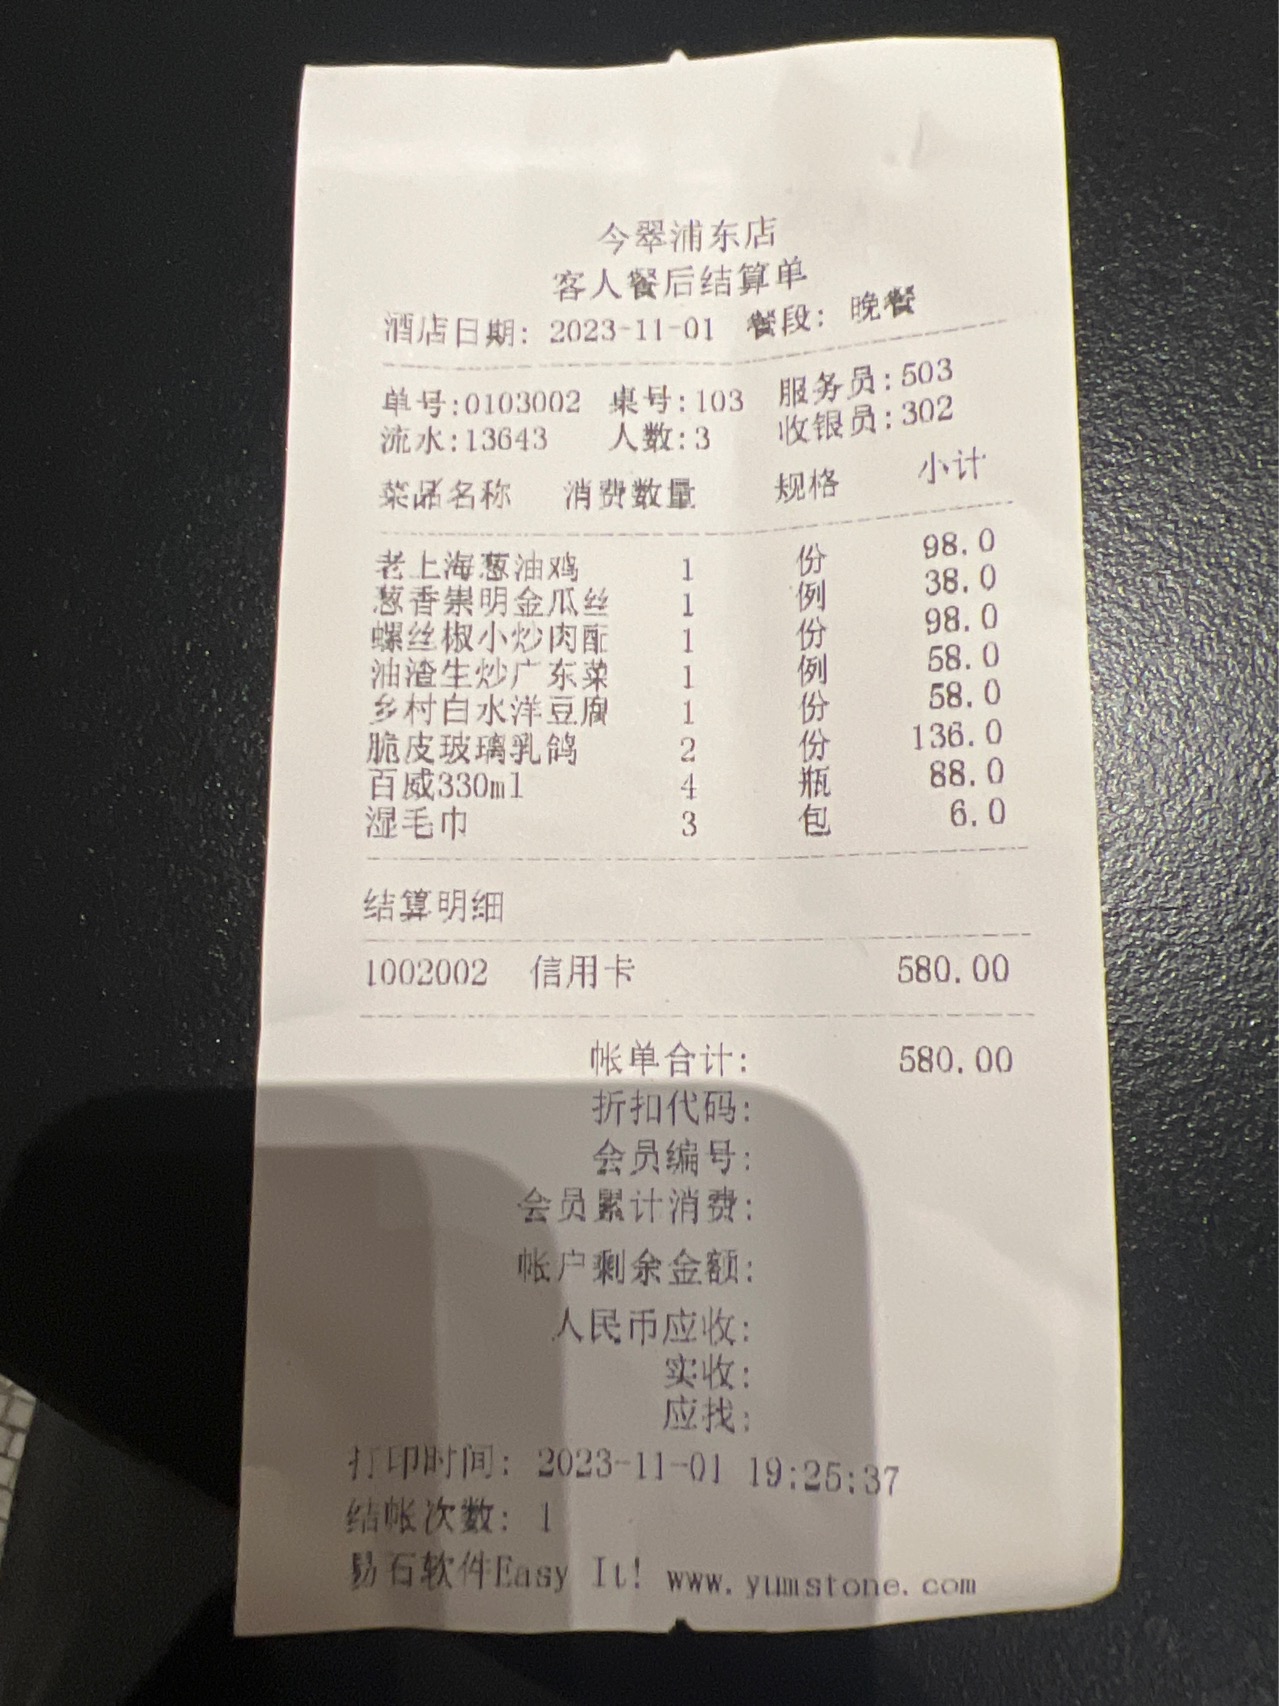 今翠浦东店
客人餐后结算单
酒店日期: 2023-11-01 餐段: 晚餐
单号:0103002 桌号:103 服务员:503
流水:13643 人数:3 收银员:302
菜品名称 消费数量 规格 小计
老上海葱油鸡 1 份 98.0
葱香崇明金瓜丝 1 例 38.0
螺丝椒小炒肉配 1 份 98.0
油渣生炒广东菜 1 例 58.0
乡村白水洋豆腐 1 份 58.0
脆皮玻璃乳鸽 2 份 136.0
百威330ml 4 瓶 88.0
湿毛巾 3 包 6.0
结算明细
1002002 信用卡 580.00
帐单合计: 580.00
折扣代码:
会员编号:
会员累计消费:
帐户剩余金额:
人民币应收:
实收:
应找:
打印时间: 2023-11-01 19:25:37
结帐次数: 1
易石软件Easy It! www.yumstone.com